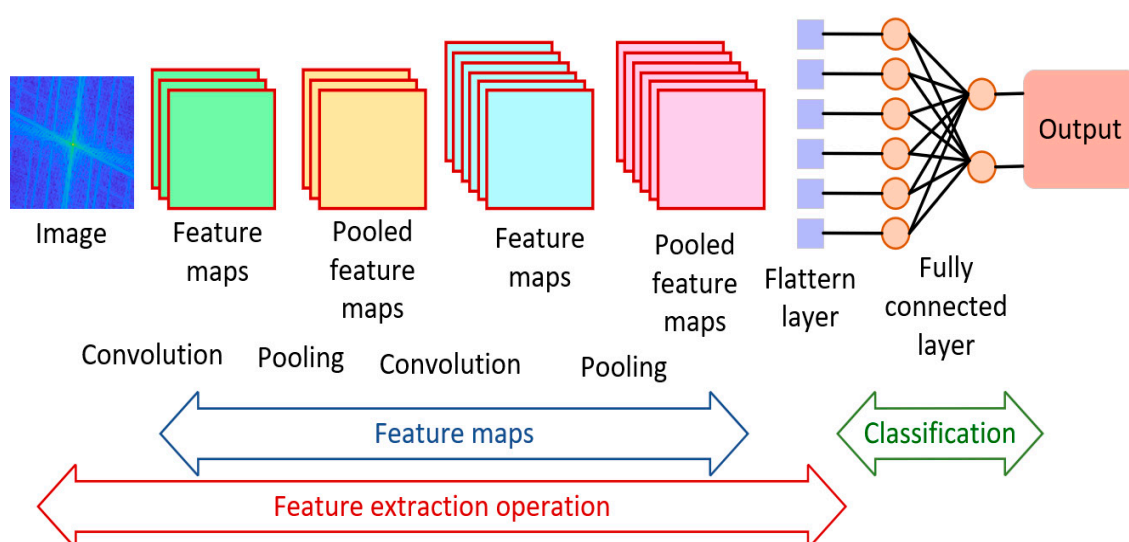 Image
Feature
maps
Pooled
feature
maps
Feature
maps
Pooled
feature
maps
Flattern
layer
Fully
connected
layer
Output
Convolution
Pooling
Convolution
Pooling
Feature maps
Classification
Feature extraction operation